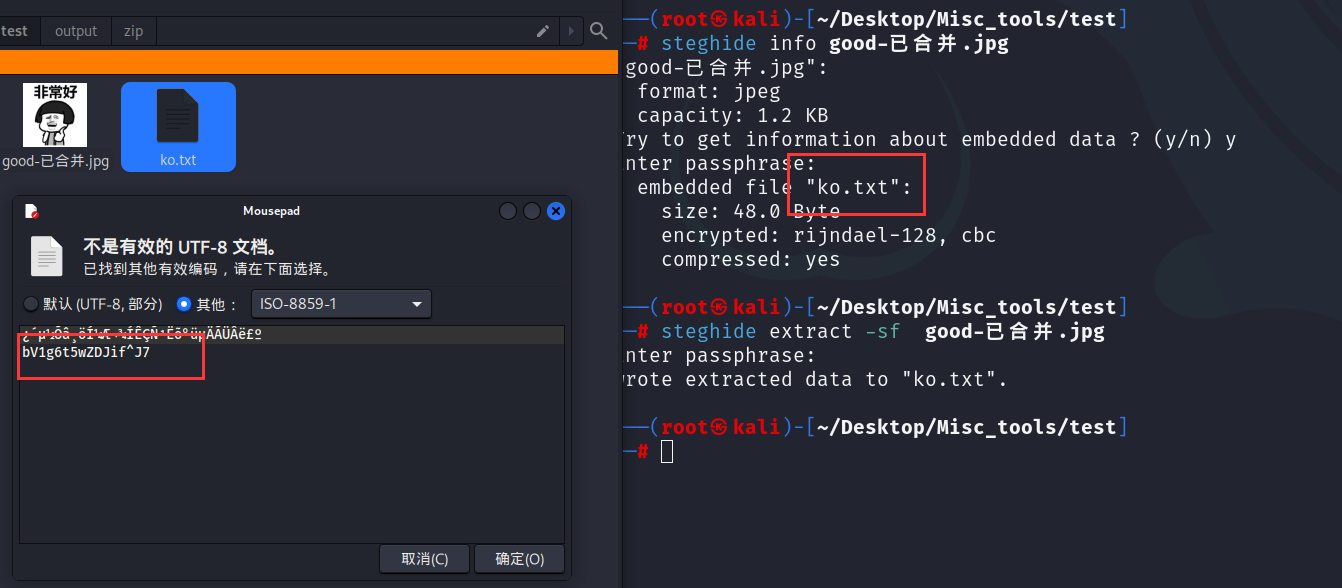 test output zip
非常好
good-已合并.jpg ko.txt
Mousepad
不是有效的 UTF-8 文档。
已找到其他有效编码，请在下面选择。
默认 (UTF-8, 部分) 其他： ISO-8859-1
bV1g6t5wZDJif^J7
取消(C) 确定(O)
(root㉿kali)-[~/Desktop/Misc_tools/test]
# steghide info good-已合并.jpg
good-已合并.jpg":
format: jpeg
capacity: 1.2 KB
ry to get information about embedded data ? (y/n) y
nter passphrase:
embedded file "ko.txt":
size: 48.0 Byte
encrypted: rijndael-128, cbc
compressed: yes
(root㉿kali)-[~/Desktop/Misc_tools/test]
# steghide extract -sf good-已合并.jpg
nter passphrase:
rote extracted data to "ko.txt".
(root㉿kali)-[~/Desktop/Misc_tools/test]
#